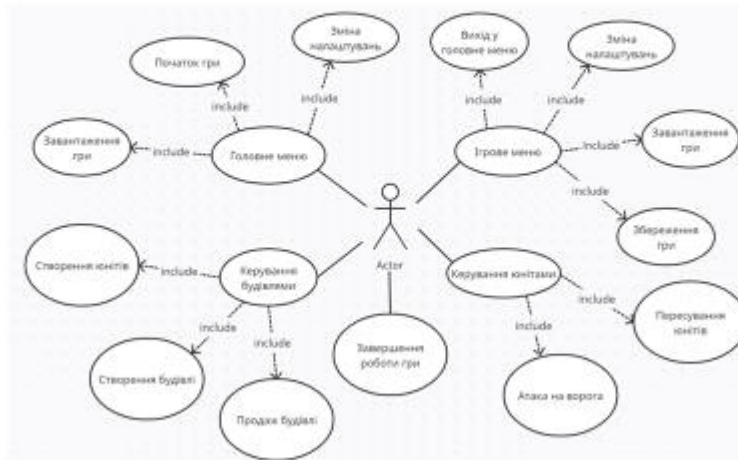 Зміна
налаштувань
Вихід у
головне меню
Зміна
налаштувань
Початок гри
include
include
include
include
Завантаження
гри
include
Головне меню
Ігрове меню
include
Завантаження
гри
include
Збереження
гри
Створення юнітів
include
Керування
будівлеми
Actor
Керування юнітами
include
Пересування
юнітів
include
include
include
Завершення
роботи гри
Створення будівлі
Продаж будівлі
Атака на ворога